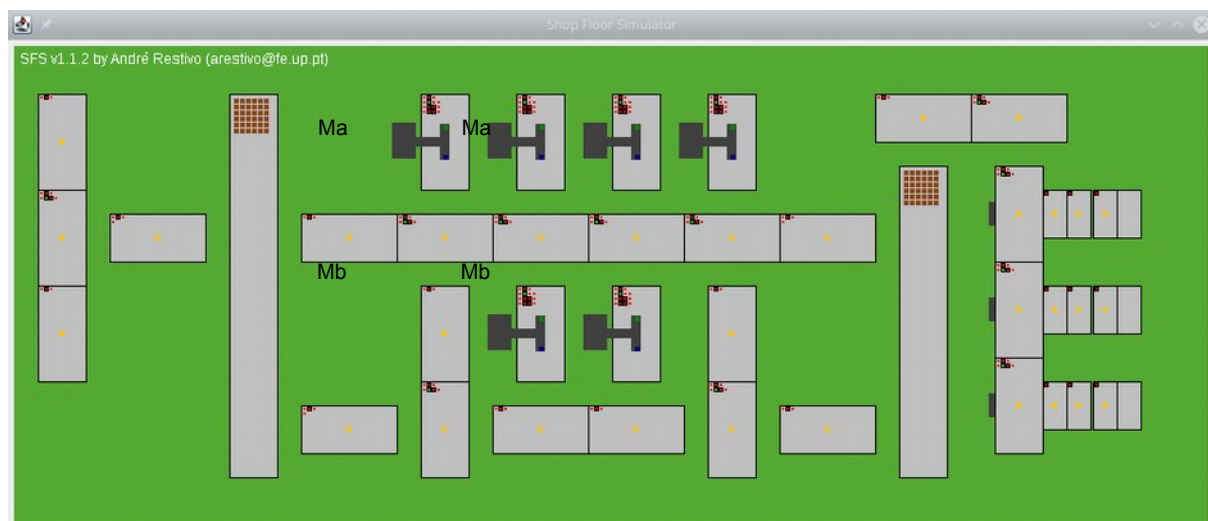 Shop Floor Simulator
SFS v1.1.2 by André Restivo (arestivo@fe.up.pt)
Ma Ma
Mb Mb